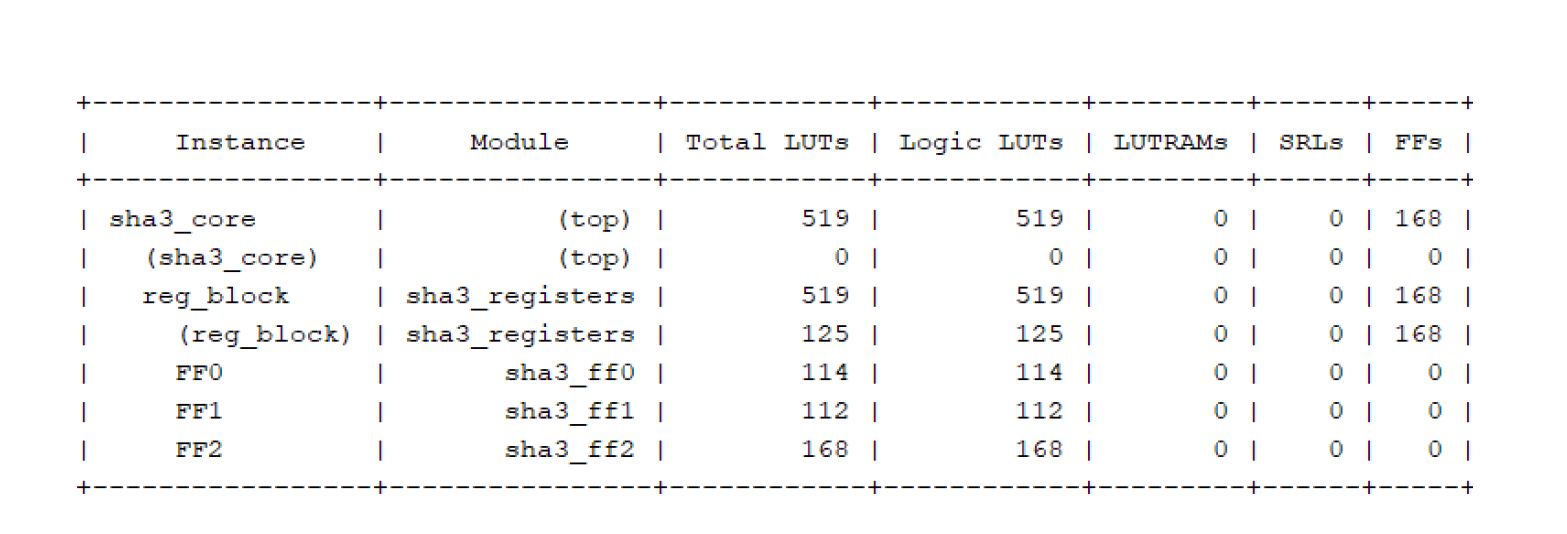 +-----------------+----------------+------------+------------+---------+------+-----+
|     Instance    |     Module     | Total LUTs | Logic LUTs | LUTRAMs | SRLs | FFs |
+-----------------+----------------+------------+------------+---------+------+-----+
| sha3_core       |          (top) |        519 |        519 |       0 |    0 | 168 |
|   (sha3_core)   |          (top) |          0 |          0 |       0 |    0 |   0 |
|   reg_block     | sha3_registers |        519 |        519 |       0 |    0 | 168 |
|     (reg_block) | sha3_registers |        125 |        125 |       0 |    0 | 168 |
|     FF0         |       sha3_ff0 |        114 |        114 |       0 |    0 |   0 |
|     FF1         |       sha3_ff1 |        112 |        112 |       0 |    0 |   0 |
|     FF2         |       sha3_ff2 |        168 |        168 |       0 |    0 |   0 |
+-----------------+----------------+------------+------------+---------+------+-----+